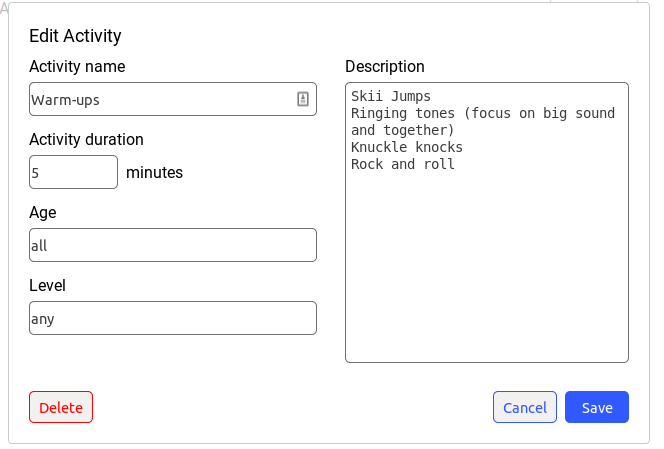 A
Edit Activity
Activity name
Warm-ups
Activity duration
5 minutes
Age
all
Level
any
Description
Skii Jumps
Ringing tones (focus on big sound
and together)
Knuckle knocks
Rock and roll
Delete
Cancel
Save